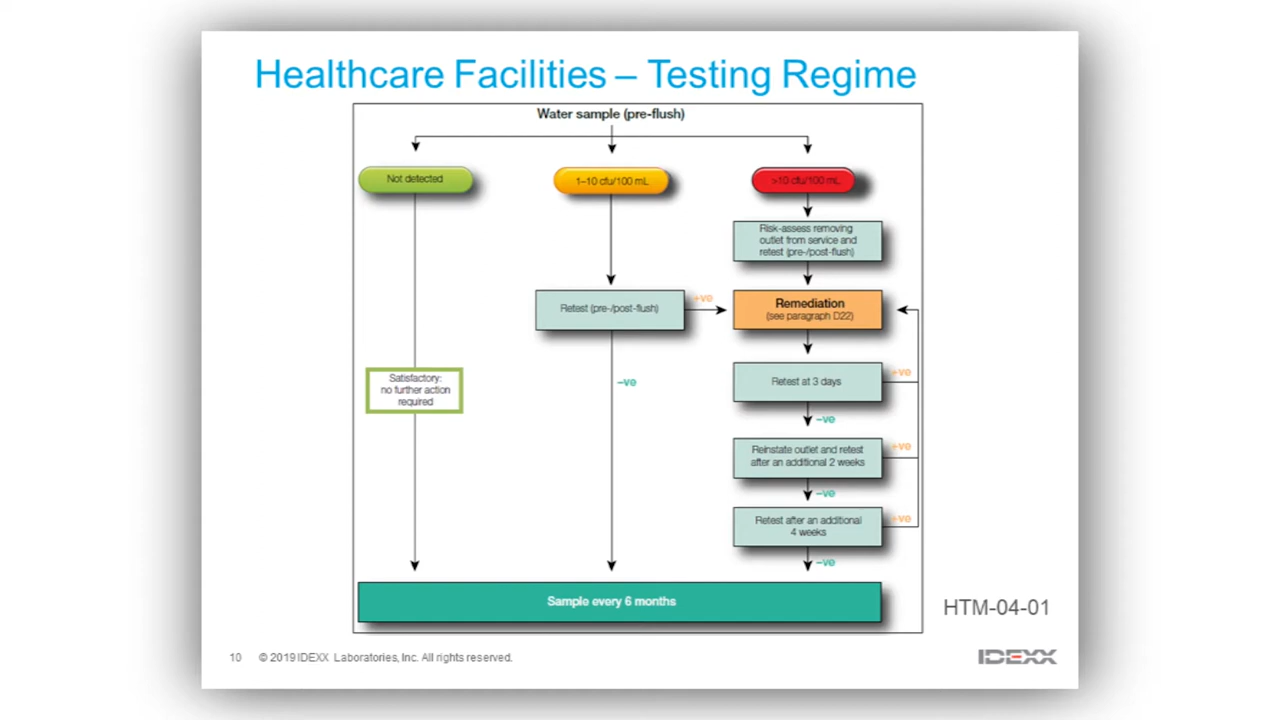 Healthcare Facilities – Testing Regime
Water sample (pre-flush)
Not detected
1–10 cfu/100 mL
>10 cfu/100 mL
Risk-assess removing
outlet from service and
retest (pre-/post-flush)
Retest (pre-/post-flush)
+ve
Remediation
(see paragraph D22)
Satisfactory:
no further action
required
–ve
Retest at 3 days
+ve
–ve
Reinstate outlet and retest
after an additional 2 weeks
+ve
–ve
Retest after an additional
4 weeks
+ve
–ve
Sample every 6 months
HTM-04-01
10 © 2019 IDEXX Laboratories, Inc. All rights reserved.
IDEXX